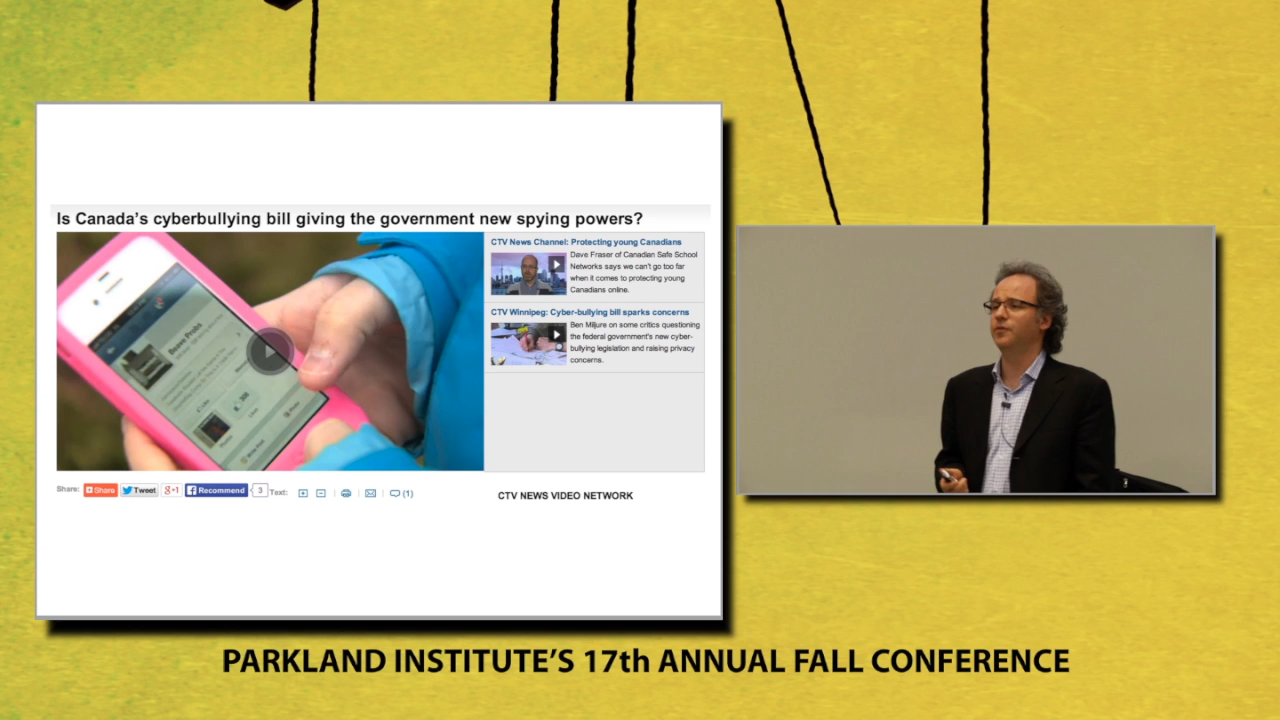 Is Canada's cyberbullying bill giving the government new spying powers?
CTV News Channel: Protecting young Canadians
Dave Fraser of Canadian Safe School
Networks says we can't go too far
when it comes to protecting young
Canadians online.
CTV Winnipeg: Cyber-bullying bill sparks concerns
Ben Miljure on some critics questioning
the federal government's new cyber-
bullying legislation and raising privacy
concerns.
Share: Share Tweet g+1 Recommend 3 Text: (1)
CTV NEWS VIDEO NETWORK
PARKLAND INSTITUTE'S 17th ANNUAL FALL CONFERENCE